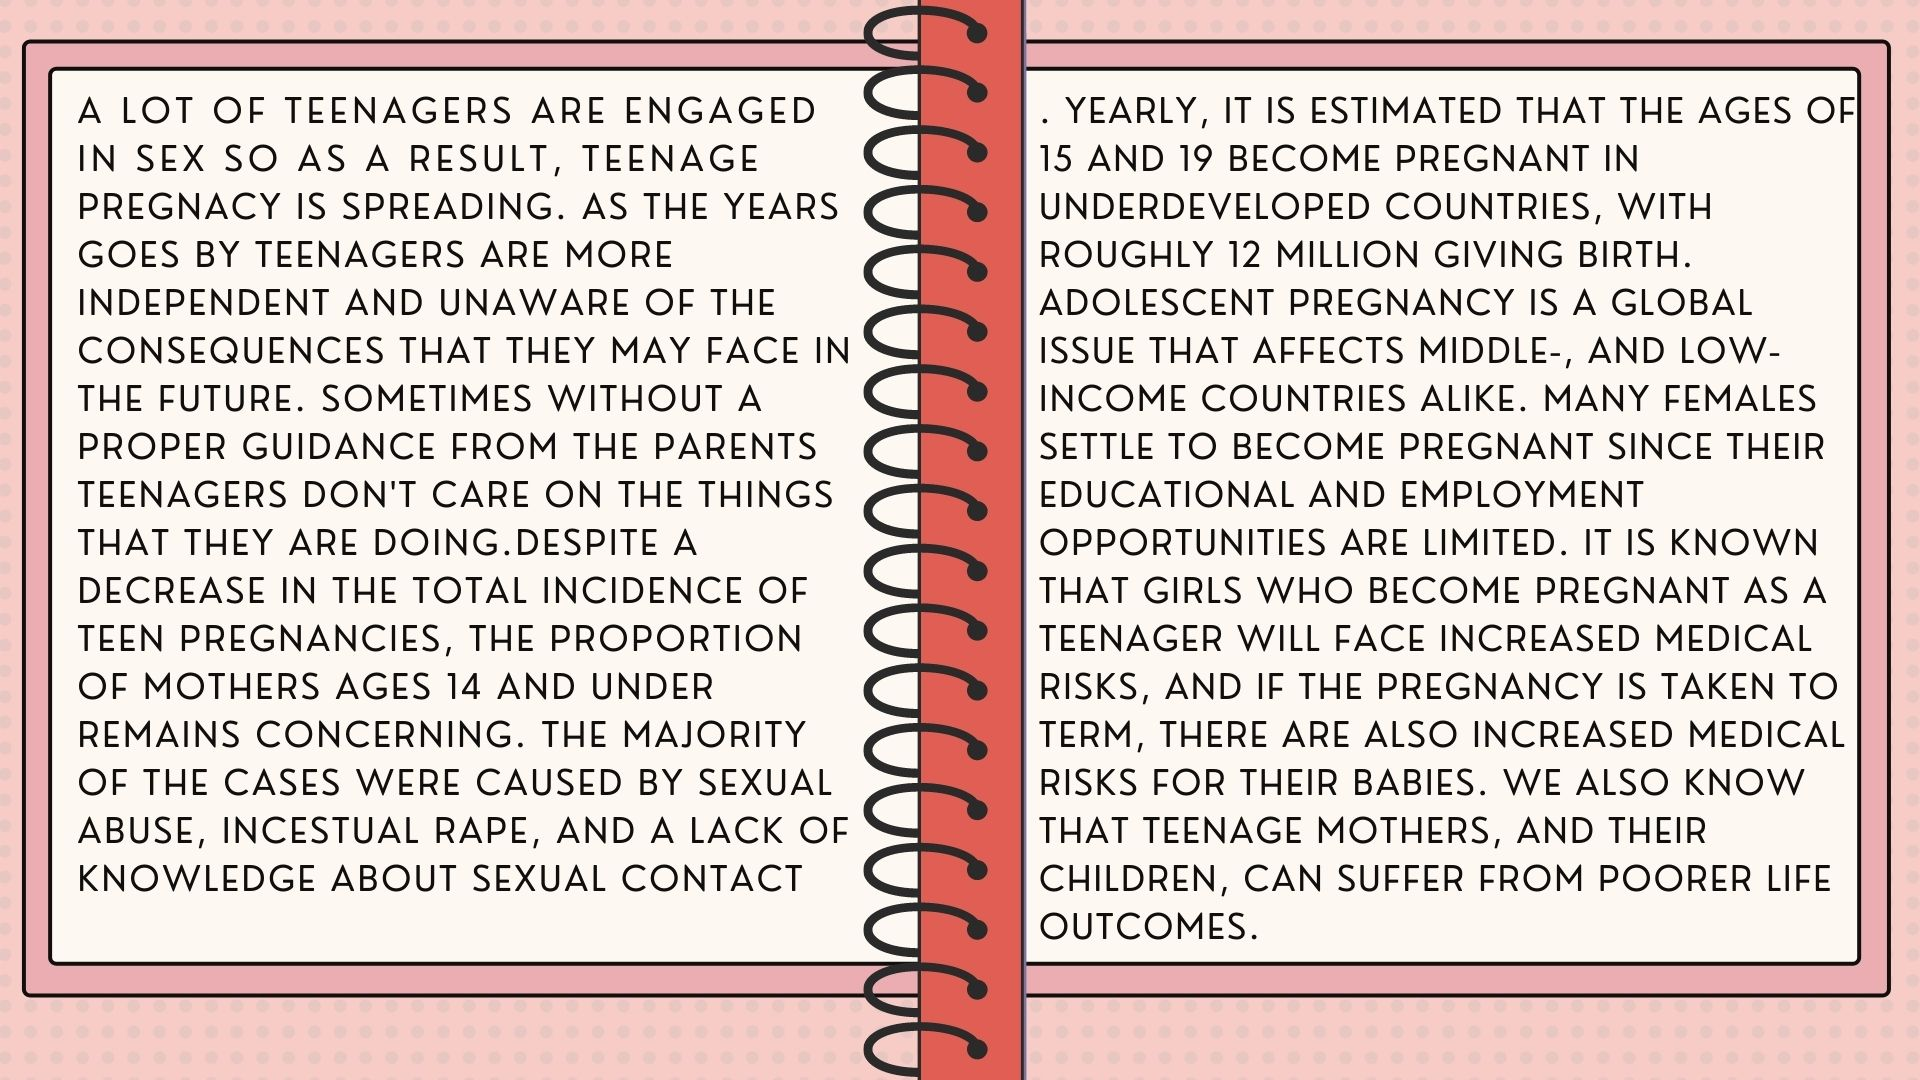 A LOT OF TEENAGERS ARE ENGAGED
IN SEX SO AS A RESULT, TEENAGE
PREGNACY IS SPREADING. AS THE YEARS
GOES BY TEENAGERS ARE MORE
INDEPENDENT AND UNAWARE OF THE
CONSEQUENCES THAT THEY MAY FACE IN
THE FUTURE. SOMETIMES WITHOUT A
PROPER GUIDANCE FROM THE PARENTS
TEENAGERS DON'T CARE ON THE THINGS
THAT THEY ARE DOING.DESPITE A
DECREASE IN THE TOTAL INCIDENCE OF
TEEN PREGNANCIES, THE PROPORTION
OF MOTHERS AGES 14 AND UNDER
REMAINS CONCERNING. THE MAJORITY
OF THE CASES WERE CAUSED BY SEXUAL
ABUSE, INCESTUAL RAPE, AND A LACK OF
KNOWLEDGE ABOUT SEXUAL CONTACT
. YEARLY, IT IS ESTIMATED THAT THE AGES OF
15 AND 19 BECOME PREGNANT IN
UNDERDEVELOPED COUNTRIES, WITH
ROUGHLY 12 MILLION GIVING BIRTH.
ADOLESCENT PREGNANCY IS A GLOBAL
ISSUE THAT AFFECTS MIDDLE-, AND LOW-
INCOME COUNTRIES ALIKE. MANY FEMALES
SETTLE TO BECOME PREGNANT SINCE THEIR
EDUCATIONAL AND EMPLOYMENT
OPPORTUNITIES ARE LIMITED. IT IS KNOWN
THAT GIRLS WHO BECOME PREGNANT AS A
TEENAGER WILL FACE INCREASED MEDICAL
RISKS, AND IF THE PREGNANCY IS TAKEN TO
TERM, THERE ARE ALSO INCREASED MEDICAL
RISKS FOR THEIR BABIES. WE ALSO KNOW
THAT TEENAGE MOTHERS, AND THEIR
CHILDREN, CAN SUFFER FROM POORER LIFE
OUTCOMES.